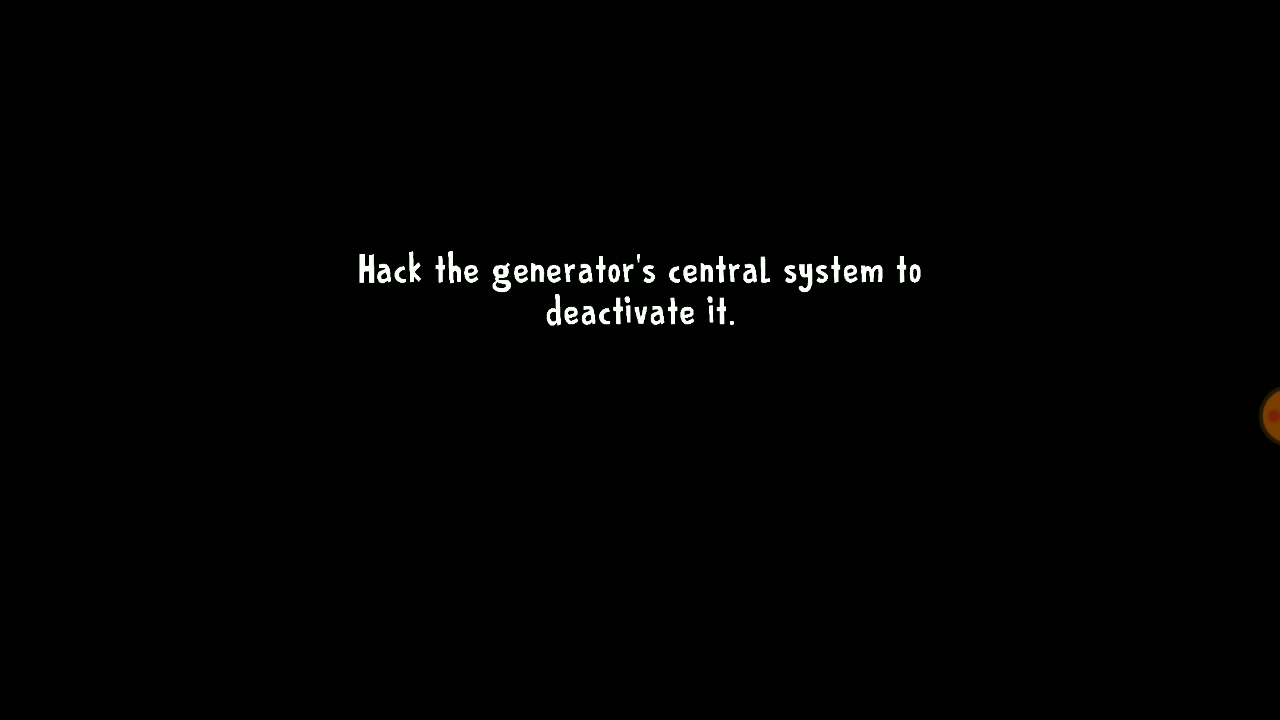 Hack the generator's central system to
deactivate it.